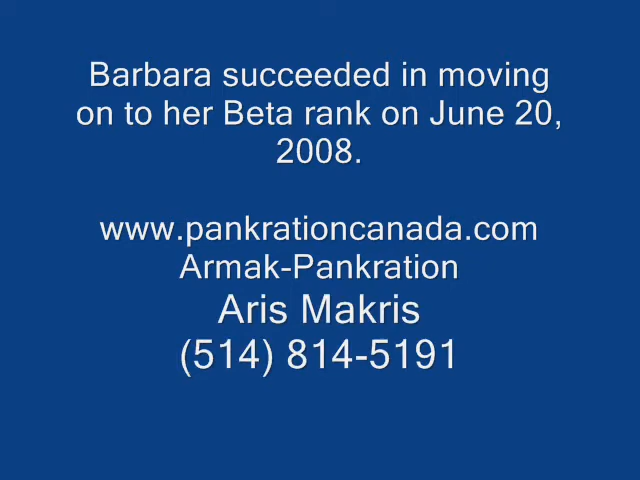 Barbara succeeded in moving
on to her Beta rank on June 20,
2008.
www.pankrationcanada.com
Armak-Pankration
Aris Makris
(514) 814-5191